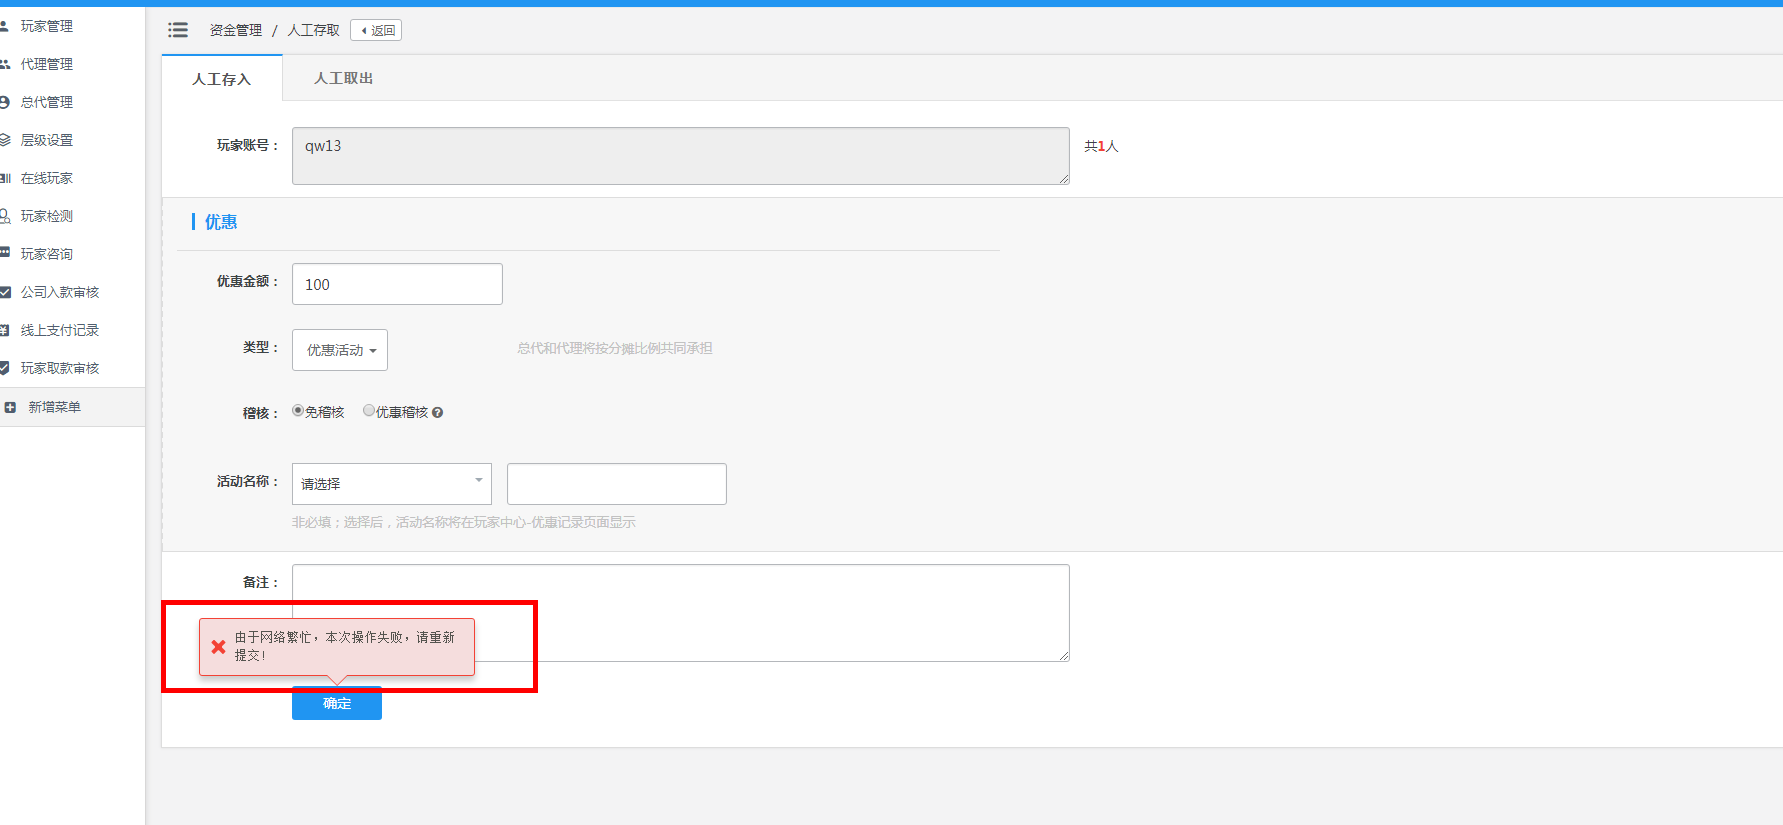 玩家管理
代理管理
总代管理
层级设置
在线玩家
玩家检测
玩家咨询
公司入款审核
线上支付记录
玩家取款审核
新增菜单
资金管理 / 人工存取 返回
人工存入 人工取出
玩家账号： qw13 共1人
优惠
优惠金额： 100
类型： 优惠活动 总代和代理将按分摊比例共同承担
稽核： 免稽核 优惠稽核
活动名称： 请选择
非必填；选择后，活动名称将在玩家中心-优惠记录页面显示
备注：
由于网络繁忙，本次操作失败，请重新
提交！
确定